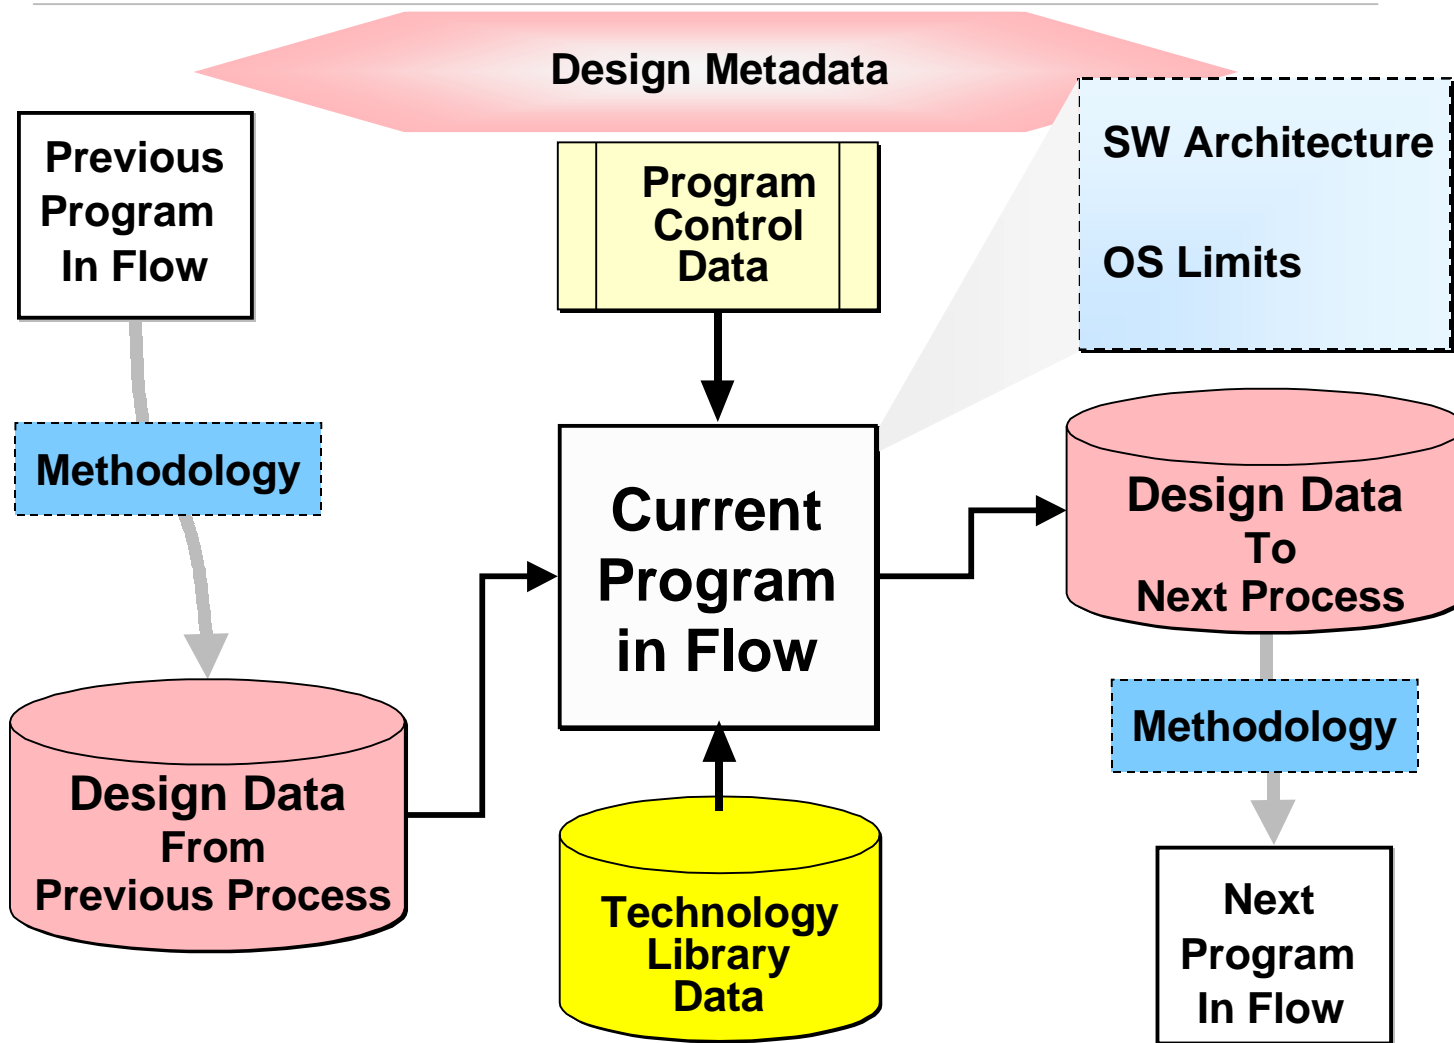 Design Metadata
Previous
Program
In Flow
Program
Control
Data
SW Architecture
OS Limits
Methodology
Current
Program
in Flow
Design Data
To
Next Process
Design Data
From
Previous Process
Technology
Library
Data
Methodology
Next
Program
In Flow